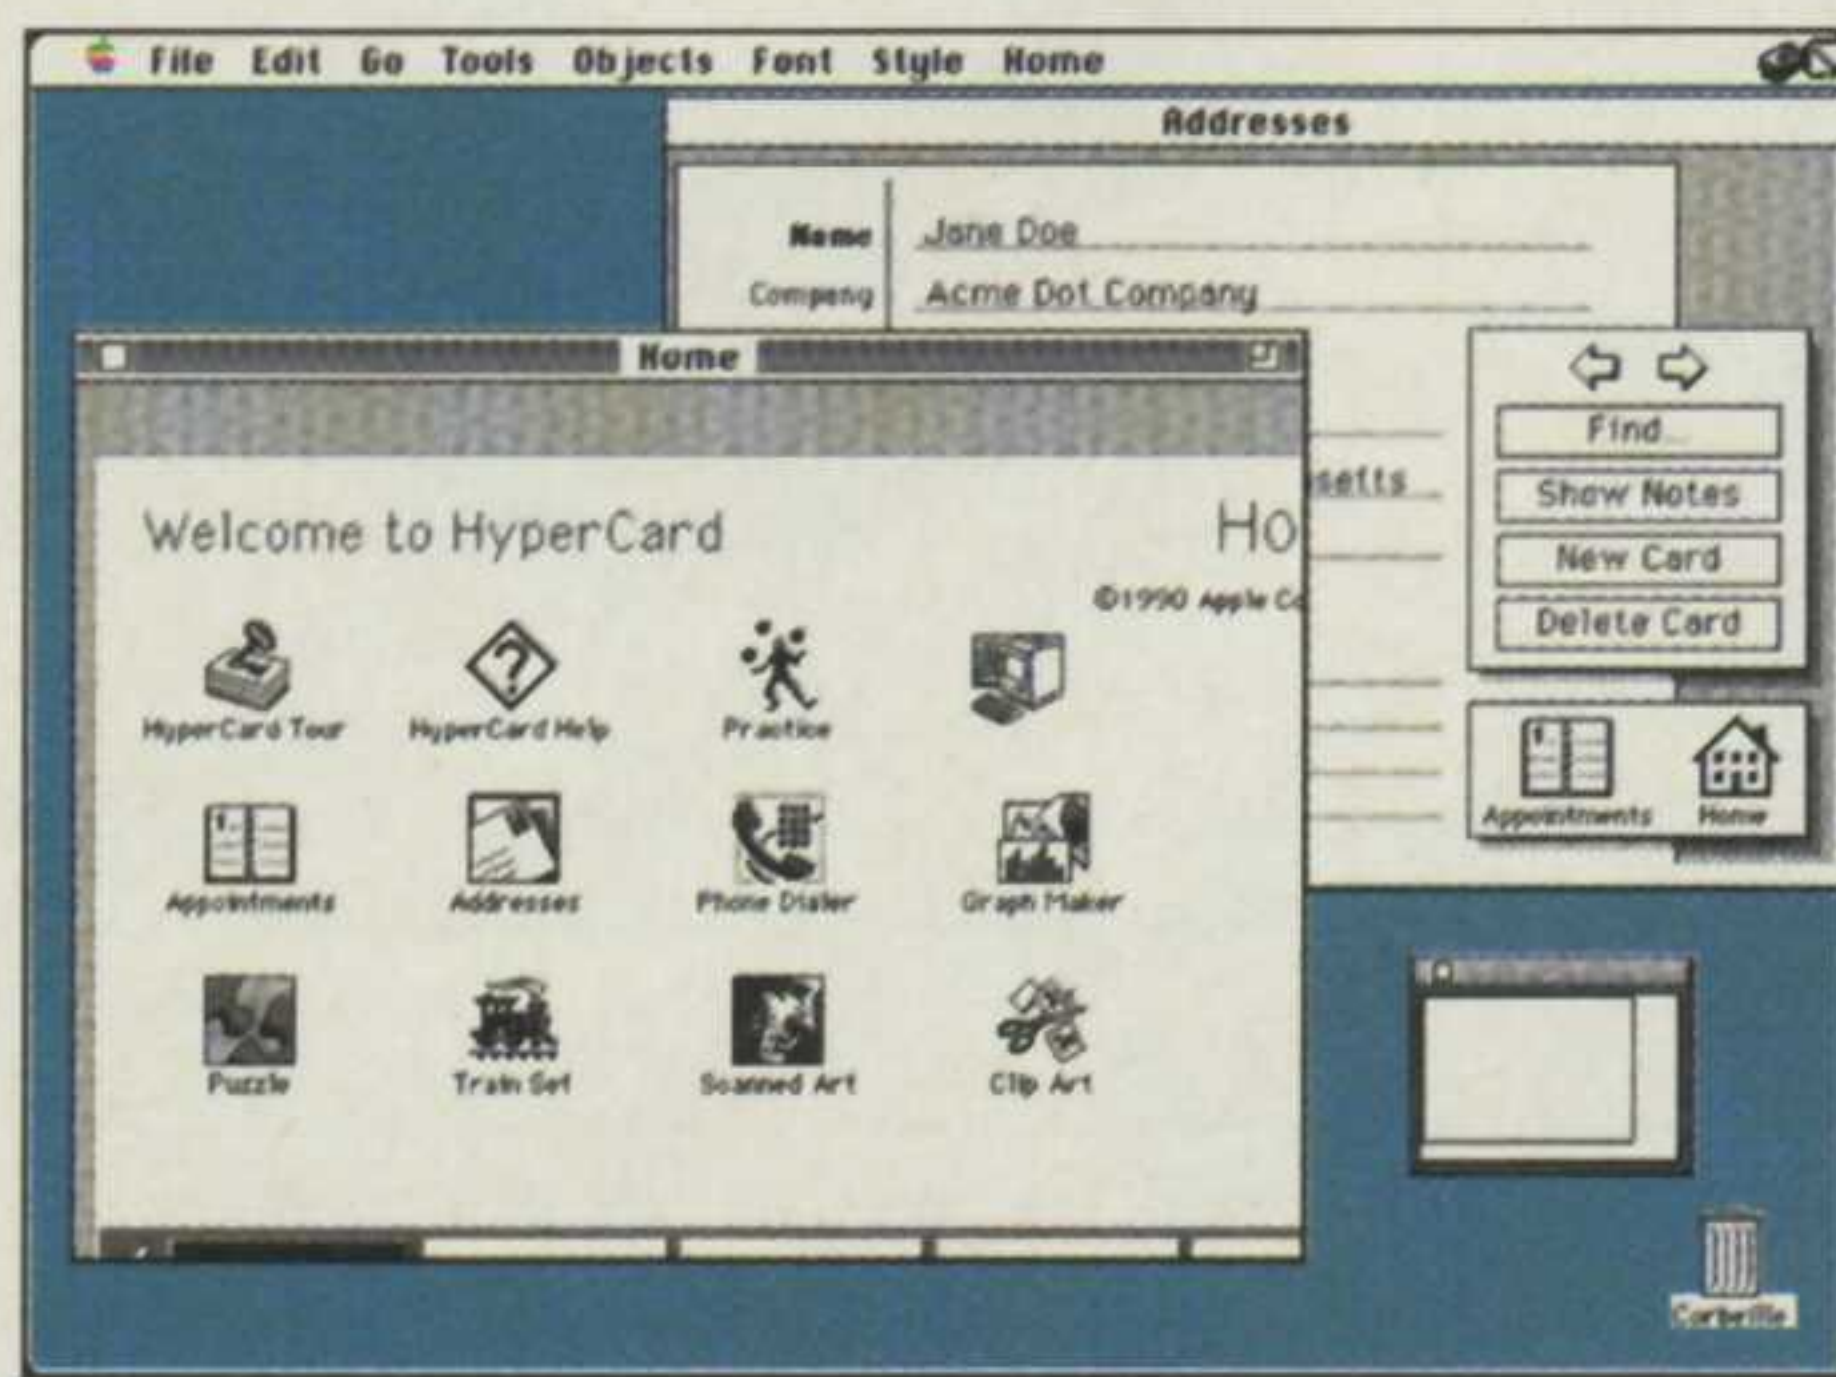 File Edit Go Tools Objects Font Style Home
Addresses
Name Jane Doe
Company Acme Dot Company
setts
Find...
Show Notes
New Card
Delete Card
Appointments Home
Home
Welcome to HyperCard
Ho
©1990 Apple Co
HyperCard Tour HyperCard Help Practice
Appointments Addresses Phone Dialer Graph Maker
Puzzle Train Set Scanned Art Clip Art
Corbeille